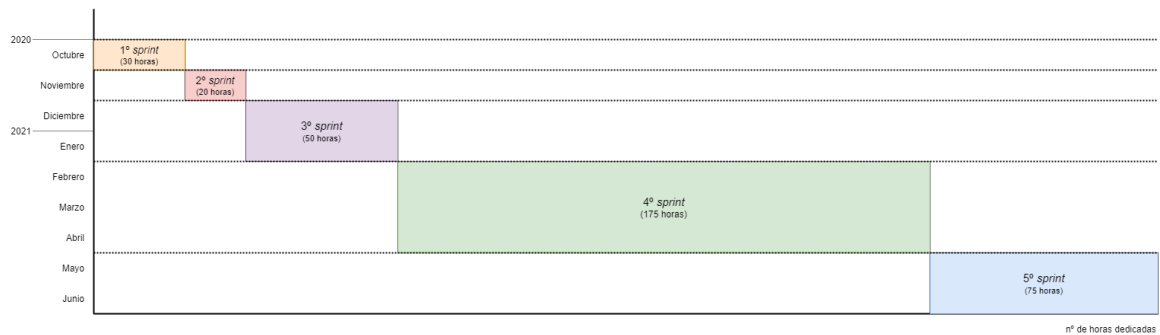 2020
Octubre
1º sprint
(30 horas)
Noviembre
2º sprint
(20 horas)
Diciembre
2021
Enero
3º sprint
(50 horas)
Febrero
Marzo
Abril
4º sprint
(175 horas)
Mayo
Junio
5º sprint
(75 horas)
nº de horas dedicadas